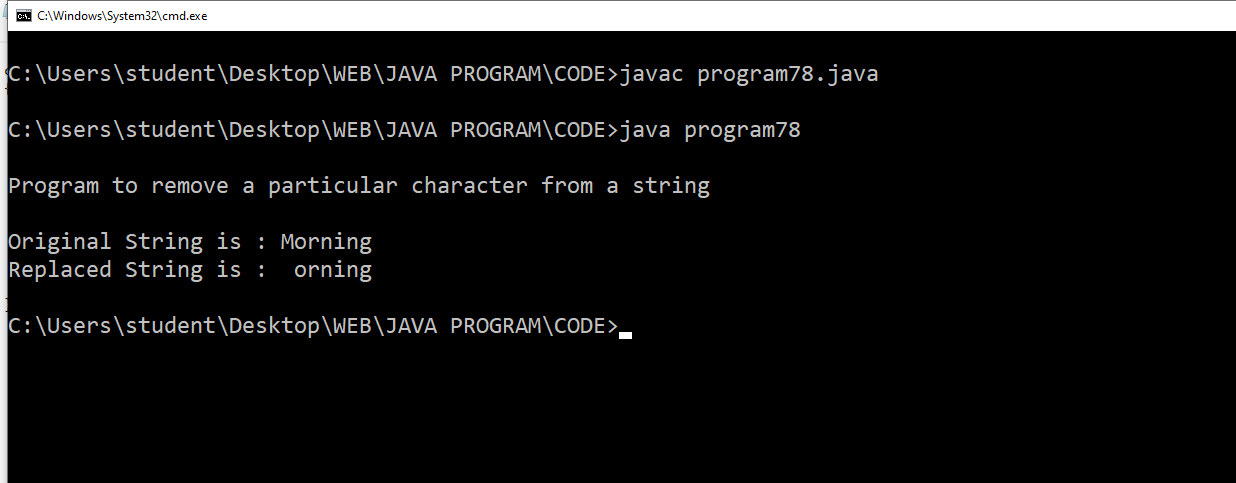 C:\Windows\System32\cmd.exe
C:\Users\student\Desktop\WEB\JAVA PROGRAM\CODE>javac program78.java
C:\Users\student\Desktop\WEB\JAVA PROGRAM\CODE>java program78
Program to remove a particular character from a string
Original String is : Morning
Replaced String is :  orning
C:\Users\student\Desktop\WEB\JAVA PROGRAM\CODE>